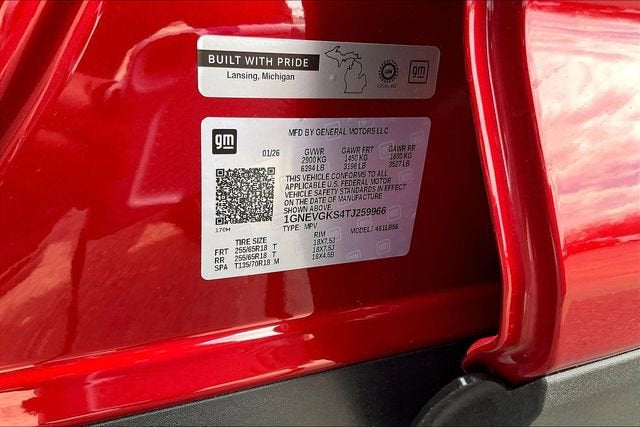 BUILT WITH PRIDE
Lansing, Michigan
gm
gm
MFD BY GENERAL MOTORS LLC
01/26 GVWR GAWR FRT GAWR RR
2900 KG 1450 KG 1600 KG
6394 LB 3196 LB 3527 LB
THIS VEHICLE CONFORMS TO ALL
APPLICABLE U.S. FEDERAL MOTOR
VEHICLE SAFETY STANDARDS IN EFFECT
ON THE DATE OF MANUFACTURE
SHOWN ABOVE.
1GNEVGKS4TJ259966
170H
TYPE: MPV MODEL: 461LB56
TIRE SIZE RIM
FRT 255/65R18 T 18X7.5J
RR 255/65R18 T 18X7.5J
SPA T135/70R18 M 18X4.5B